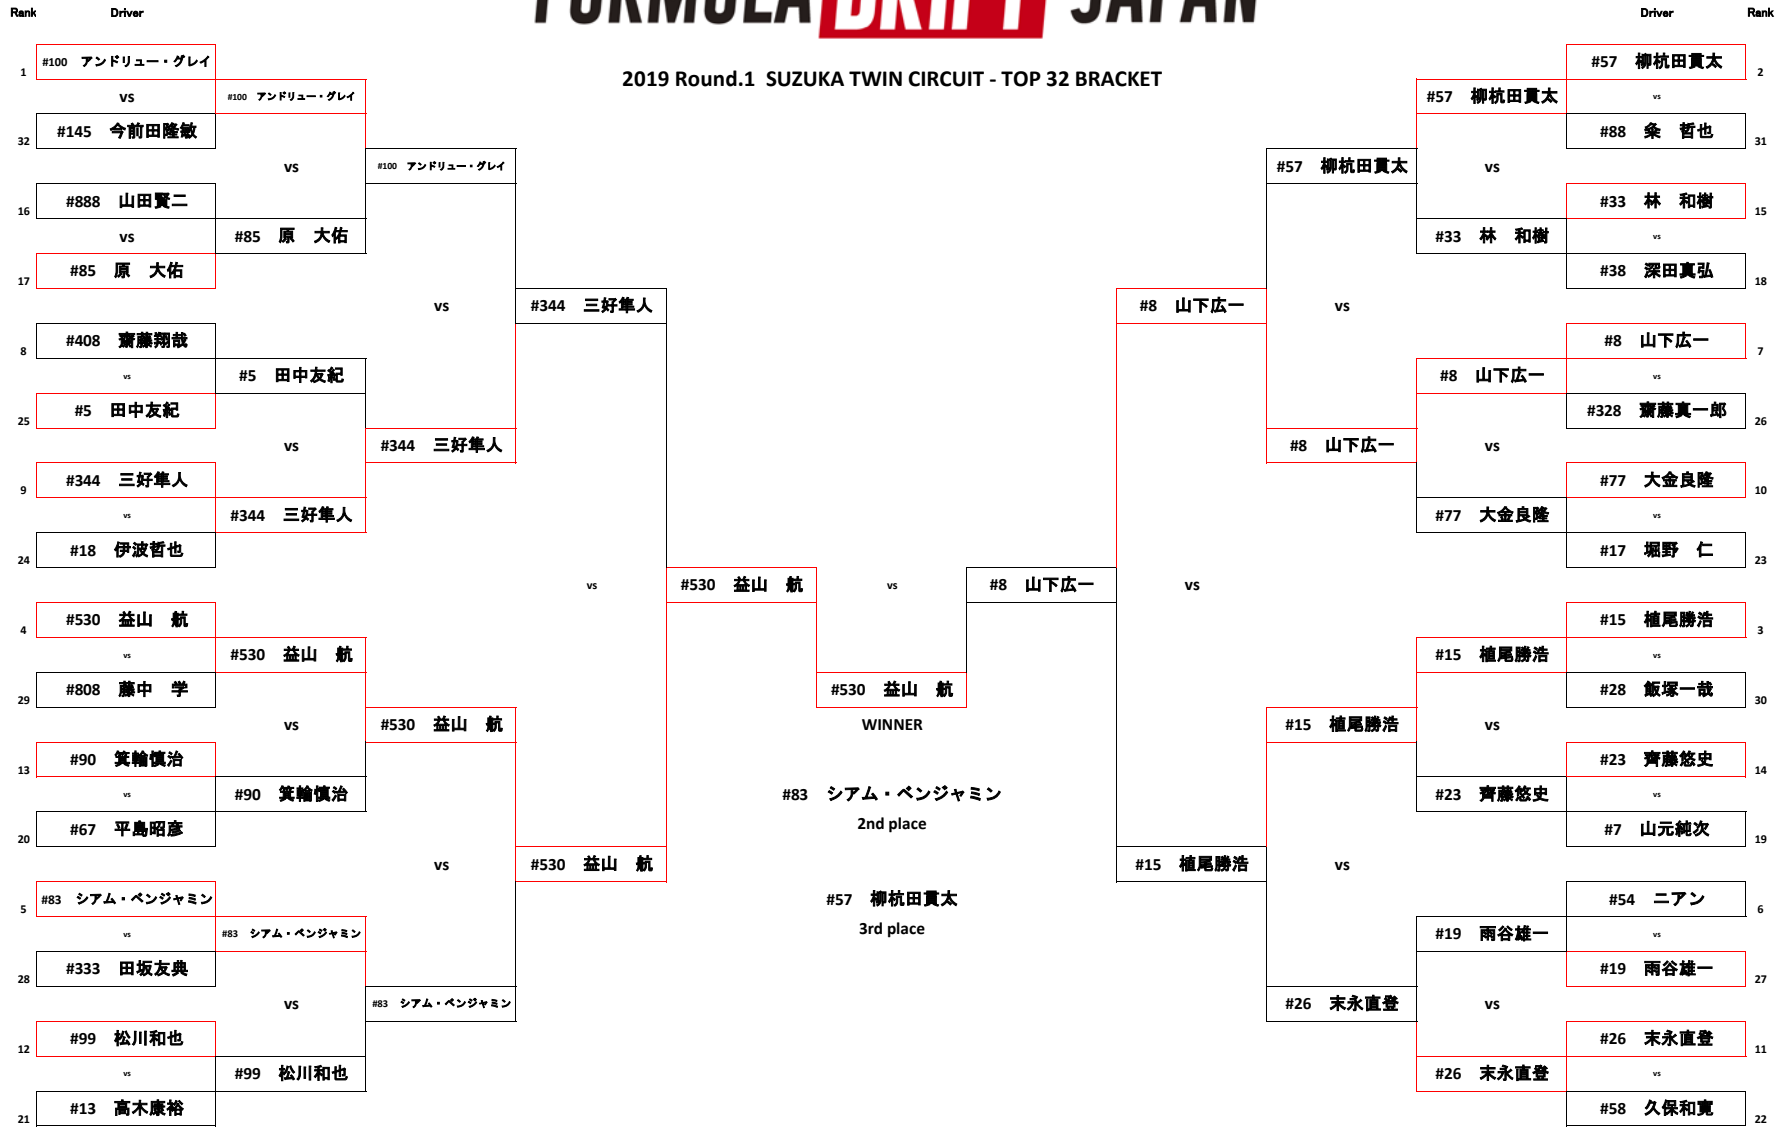 FORMULA DRIFT JAPAN
Rank Driver
Driver Rank
2019 Round.1 SUZUKA TWIN CIRCUIT - TOP 32 BRACKET
1 #100 アンドリュー・グレイ
vs
32 #145 今前田隆敏
16 #888 山田賢二
vs
17 #85 原 大佑
8 #408 齋藤翔哉
vs
25 #5 田中友紀
9 #344 三好隼人
vs
24 #18 伊波哲也
4 #530 益山 航
vs
29 #808 藤中 学
13 #90 箕輪慎治
vs
20 #67 平島昭彦
5 #83 シアム・ベンジャミン
vs
28 #333 田坂友典
12 #99 松川和也
vs
21 #13 高木康裕
#100 アンドリュー・グレイ
vs
#85 原 大佑
#5 田中友紀
vs
#344 三好隼人
#530 益山 航
vs
#90 箕輪慎治
#83 シアム・ベンジャミン
vs
#99 松川和也
#100 アンドリュー・グレイ
vs
#344 三好隼人
#530 益山 航
vs
#83 シアム・ベンジャミン
#344 三好隼人
vs
#530 益山 航
#530 益山 航
vs
#8 山下広一
#530 益山 航
WINNER
#83 シアム・ベンジャミン
2nd place
#57 柳杭田貫太
3rd place
#8 山下広一
vs
#15 植尾勝浩
#57 柳杭田貫太
vs
#8 山下広一
#15 植尾勝浩
vs
#26 末永直登
#57 柳杭田貫太
vs
#33 林 和樹
#8 山下広一
vs
#77 大金良隆
#15 植尾勝浩
vs
#23 齊藤悠史
#19 雨谷雄一
vs
#26 末永直登
#57 柳杭田貫太 2
vs
#88 粂 哲也 31
#33 林 和樹 15
vs
#38 深田真弘 18
#8 山下広一 7
vs
#328 齋藤真一郎 26
#77 大金良隆 10
vs
#17 堀野 仁 23
#15 植尾勝浩 3
vs
#28 飯塚一哉 30
#23 齊藤悠史 14
vs
#7 山元純次 19
#54 ニアン 6
vs
#19 雨谷雄一 27
#26 末永直登 11
vs
#58 久保和寛 22